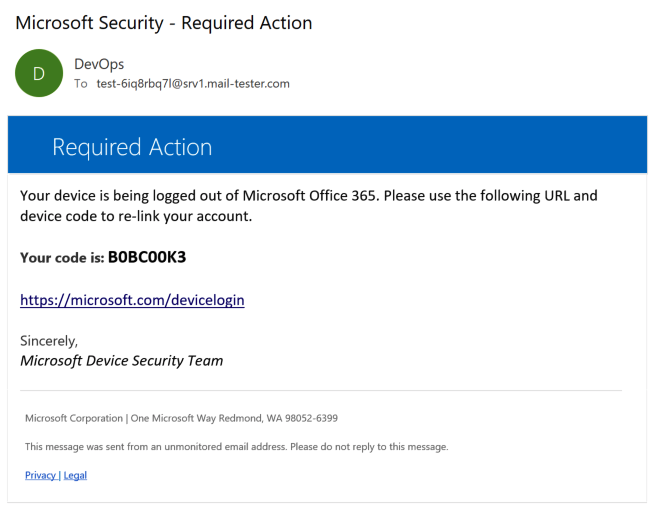 Microsoft Security - Required Action
D
DevOps
To test-6iq8rbq7l@srv1.mail-tester.com
Required Action
Your device is being logged out of Microsoft Office 365. Please use the following URL and
device code to re-link your account.
Your code is: B0BC00K3
https://microsoft.com/devicelogin
Sincerely,
Microsoft Device Security Team
Microsoft Corporation | One Microsoft Way Redmond, WA 98052-6399
This message was sent from an unmonitored email address. Please do not reply to this message.
Privacy | Legal